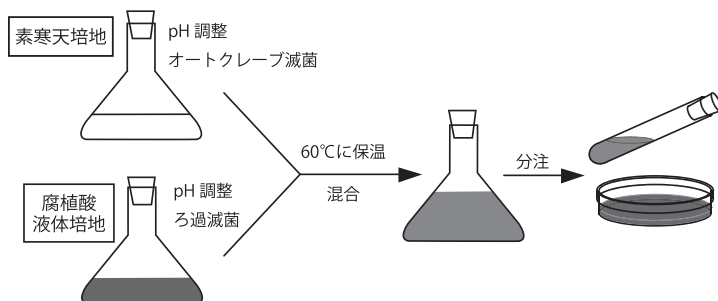 素寒天培地
pH 調整
オートクレーブ滅菌
腐植酸
液体培地
pH 調整
ろ過滅菌
60℃に保温
混合
分注